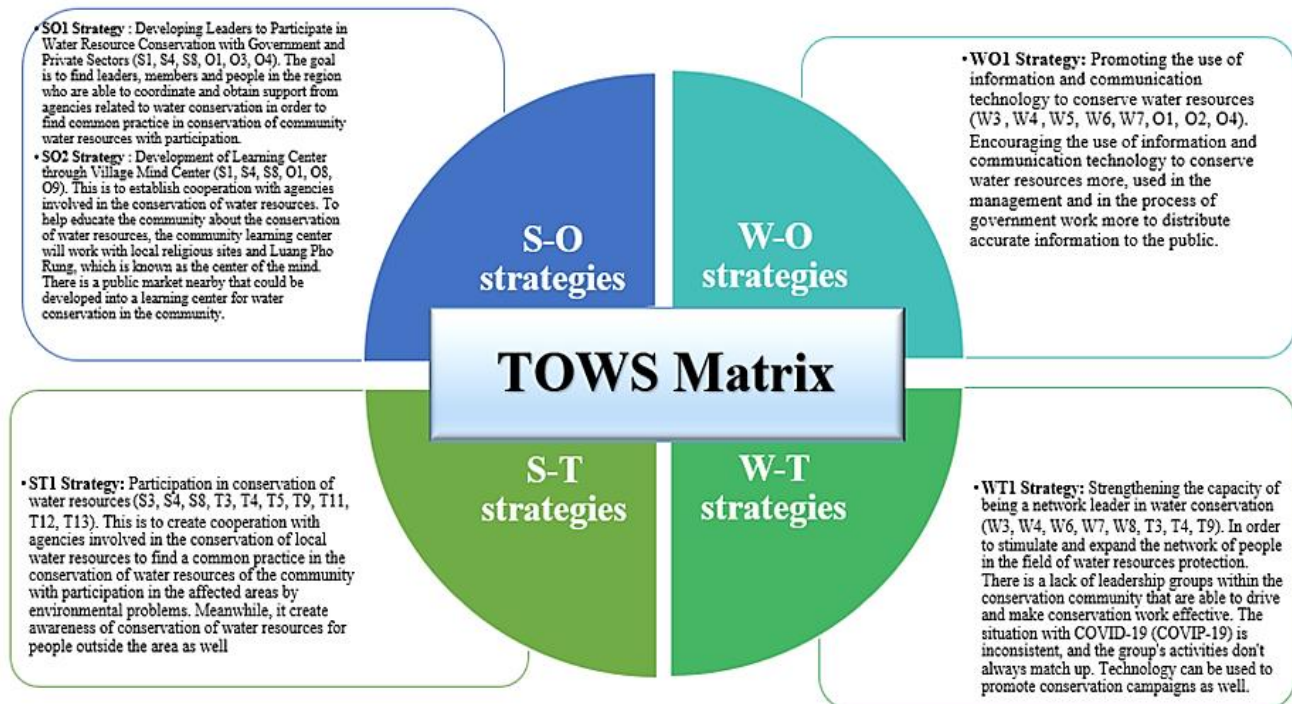 • SO1 Strategy : Developing Leaders to Participate in
Water Resource Conservation with Government and
Private Sectors (S1, S4, S8, O1, O3, O4). The goal
is to find leaders, members and people in the region
who are able to coordinate and obtain support from
agencies related to water conservation in order to
find common practice in conservation of community
water resources with participation.
• SO2 Strategy : Development of Learning Center
through Village Mind Center (S1, S4, S8, O1, O8,
O9). This is to establish cooperation with agencies
involved in the conservation of water resources. To
help educate the community about the conservation
of water resources, the community learning center
will work with local religious sites and Luang Pho
Rung, which is known as the center of the mind.
There is a public market nearby that could be
developed into a learning center for water
conservation in the community.
• WO1 Strategy: Promoting the use of
information and communication
technology to conserve water resources
(W3 , W4 , W5, W6, W7, O1, O2, O4).
Encouraging the use of information and
communication technology to conserve
water resources more, used in the
management and in the process of
government work more to distribute
accurate information to the public.
S-O
strategies
W-O
strategies
TOWS Matrix
S-T
strategies
W-T
strategies
• ST1 Strategy: Participation in conservation of
water resources (S3, S4, S8, T3, T4, T5, T9, T11,
T12, T13). This is to create cooperation with
agencies involved in the conservation of local
water resources to find a common practice in the
conservation of water resources of the community
with participation in the affected areas by
environmental problems. Meanwhile, it create
awareness of conservation of water resources for
people outside the area as well
• WT1 Strategy: Strengthening the capacity of
being a network leader in water conservation
(W3, W4, W6, W7, W8, T3, T4, T9). In order
to stimulate and expand the network of people
in the field of water resources protection.
There is a lack of leadership groups within the
conservation community that are able to drive
and make conservation work effective. The
situation with COVID-19 (COVIP-19) is
inconsistent, and the group's activities don't
always match up. Technology can be used to
promote conservation campaigns as well.